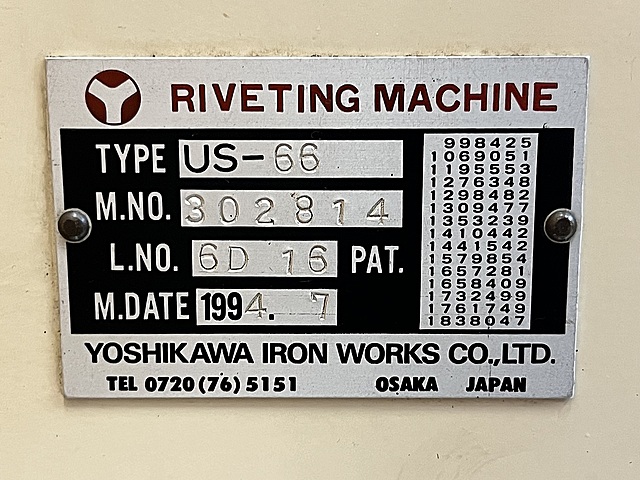 RIVETING MACHINE
TYPE US-66
M.NO. 302814
L.NO. 6D 16 PAT.
M.DATE 1994. 7
998425
1069051
1195553
1276348
1298482
1309477
1353239
1410442
1441542
1579854
1657281
1658409
1732499
1761749
1838047
YOSHIKAWA IRON WORKS CO.,LTD.
TEL 0720(76)5151 OSAKA JAPAN